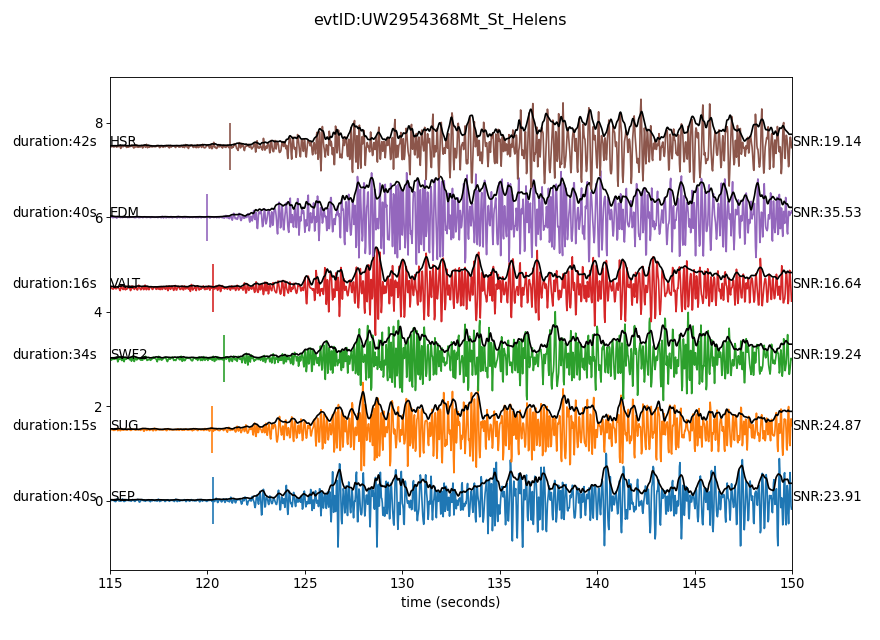 evtID:UW2954368Mt_St_Helens
8
duration:42s HSR SNR:19.14
duration:40s 6 EDM SNR:35.53
duration:16s VALT SNR:16.64
4
duration:34s SWF2 SNR:19.24
2
duration:15s SUG SNR:24.87
duration:40s 0 SEP SNR:23.91
115 120 125 130 135 140 145 150
time (seconds)